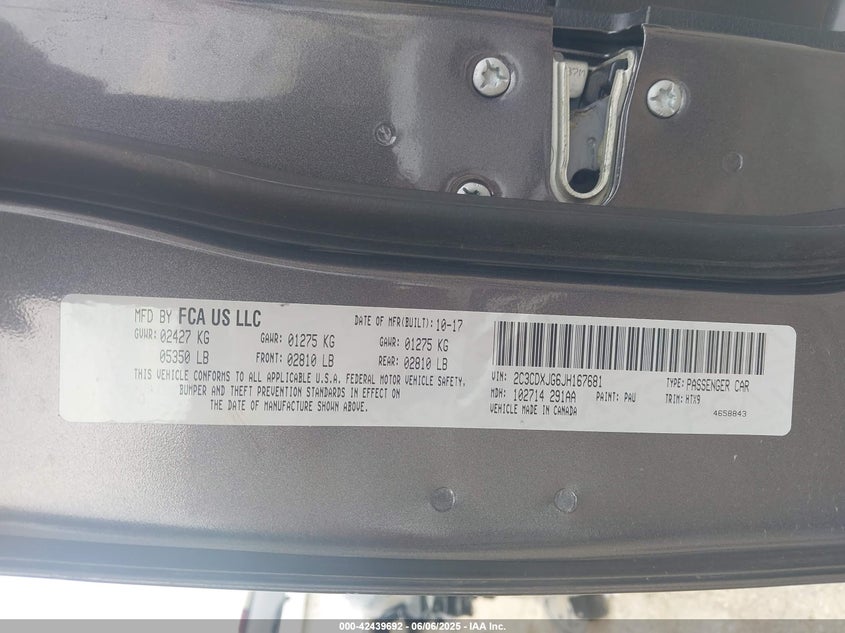 37M
MFD BY FCA US LLC
DATE OF MFR(BUILT): 10-17
GVWR: 02427 KG GAWR: 01275 KG GAWR: 01275 KG
05350 LB FRONT: 02810 LB REAR: 02810 LB
THIS VEHICLE CONFORMS TO ALL APPLICABLE U.S.A. FEDERAL MOTOR VEHICLE SAFETY,
BUMPER AND THEFT PREVENTION STANDARDS IN EFFECT ON
THE DATE OF MANUFACTURE SHOWN ABOVE.
VIN: 2C3CDXJG6JH167681 TYPE: PASSENGER CAR
MDH: 102714 291AA PAINT: PAU TRIM: HTX9
VEHICLE MADE IN CANADA 4658843
000-42439692 - 06/06/2025 - IAA Inc.